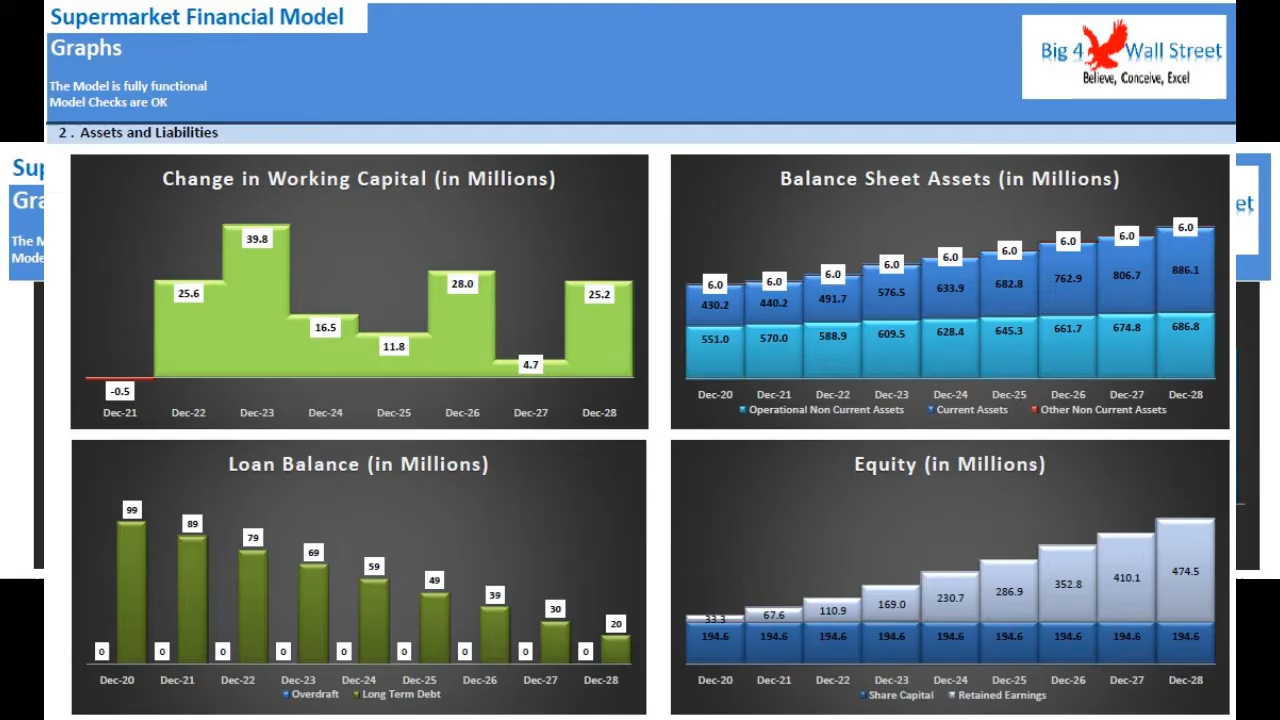 Supermarket Financial Model
Graphs
The Model is fully functional
Model Checks are OK
Big 4 Wall Street
Believe, Conceive, Excel
2 . Assets and Liabilities
Sup
Gra
The M
Mode
et
Change in Working Capital (in Millions)
39.8
25.6
28.0
25.2
16.5
11.8
4.7
-0.5
Dec-21 Dec-22 Dec-23 Dec-24 Dec-25 Dec-26 Dec-27 Dec-28
Balance Sheet Assets (in Millions)
6.0 6.0 6.0 6.0 6.0 6.0 6.0 6.0 6.0
430.2 440.2 491.7 576.5 633.9 682.8 762.9 806.7 886.1
551.0 570.0 588.9 609.5 628.4 645.3 661.7 674.8 686.8
Dec-20 Dec-21 Dec-22 Dec-23 Dec-24 Dec-25 Dec-26 Dec-27 Dec-28
Operational Non Current Assets Current Assets Other Non Current Assets
Loan Balance (in Millions)
99 89 79 69 59 49 39 30 20
0 0 0 0 0 0 0 0 0
Dec-20 Dec-21 Dec-22 Dec-23 Dec-24 Dec-25 Dec-26 Dec-27 Dec-28
Overdraft Long Term Debt
Equity (in Millions)
33.3 67.6 110.9 169.0 230.7 286.9 352.8 410.1 474.5
194.6 194.6 194.6 194.6 194.6 194.6 194.6 194.6 194.6
Dec-20 Dec-21 Dec-22 Dec-23 Dec-24 Dec-25 Dec-26 Dec-27 Dec-28
Share Capital Retained Earnings